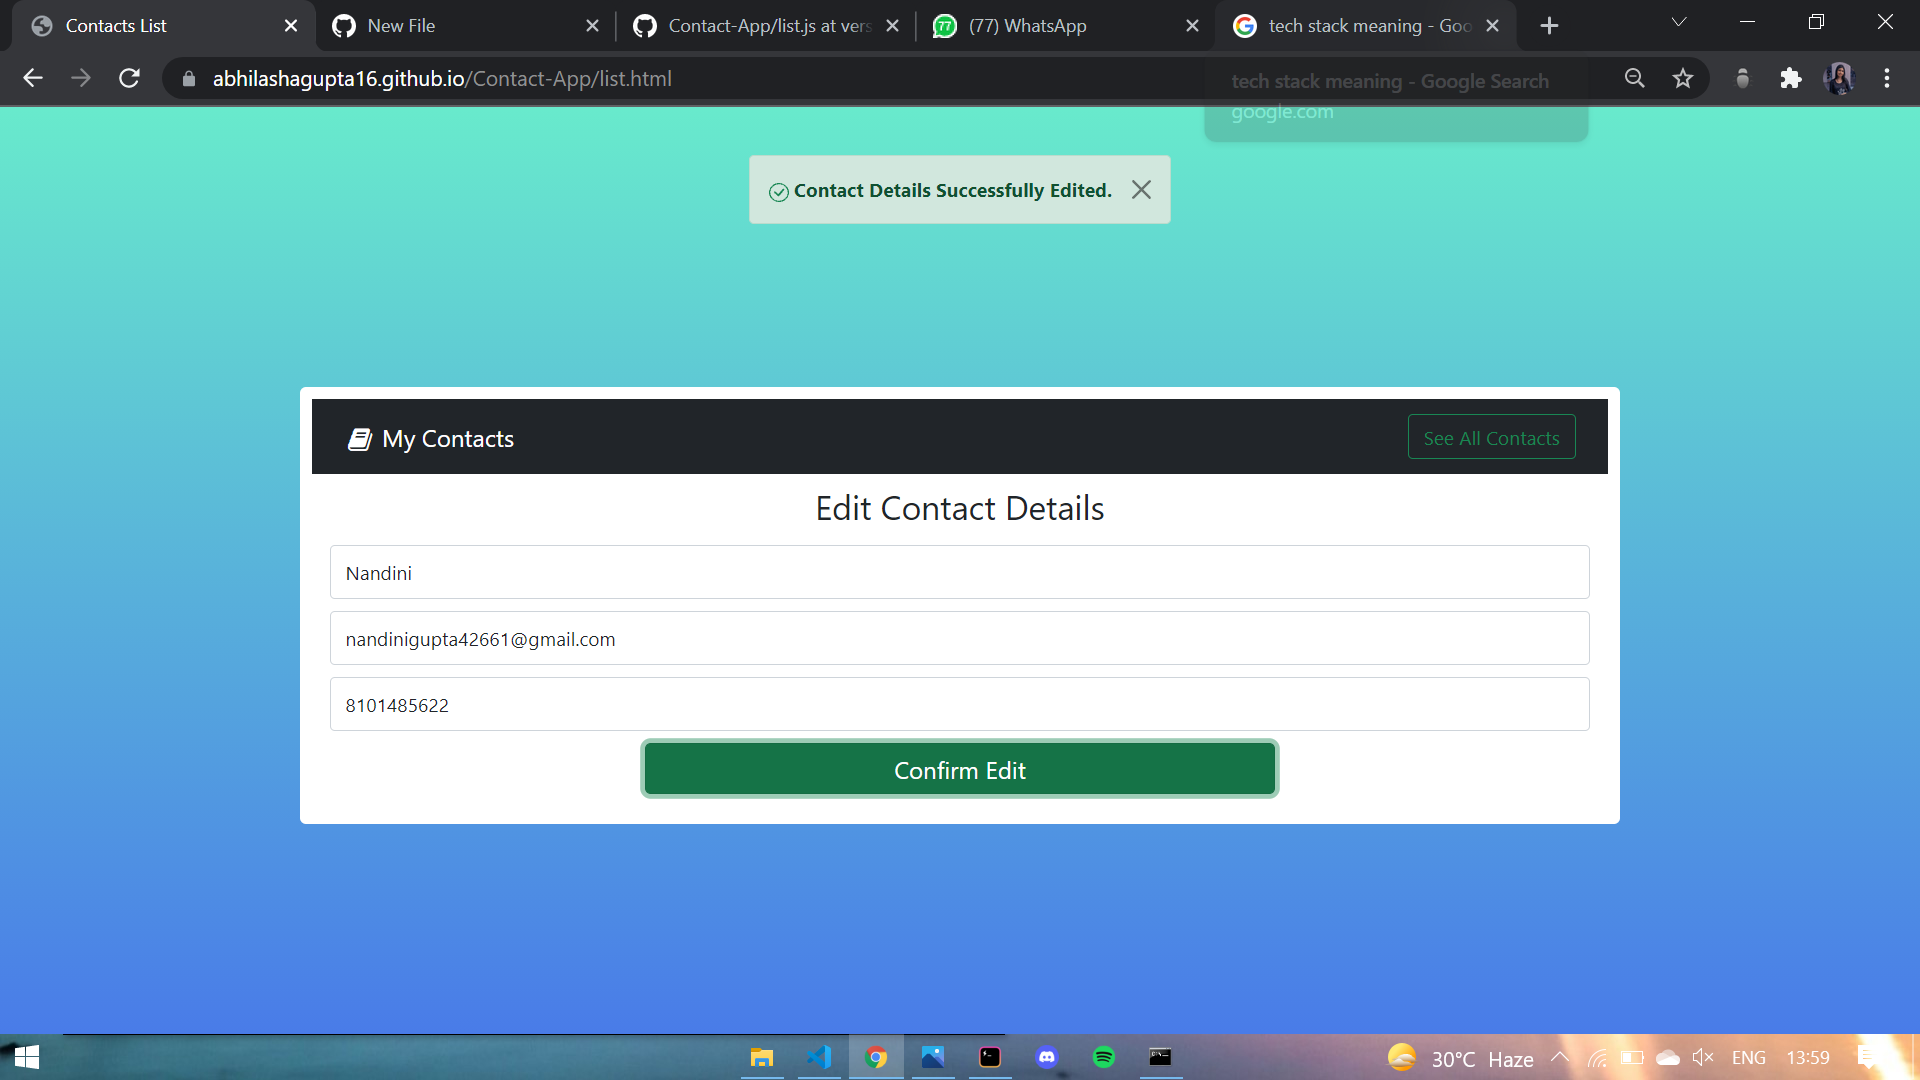 Contacts List
New File
Contact-App/list.js at vers
77
(77) WhatsApp
tech stack meaning - Goo
abhilashagupta16.github.io/Contact-App/list.html
tech stack meaning - Google Search
google.com
Contact Details Successfully Edited.
My Contacts
See All Contacts
Edit Contact Details
Nandini
nandinigupta42661@gmail.com
8101485622
Confirm Edit
30°C Haze
ENG
13:59